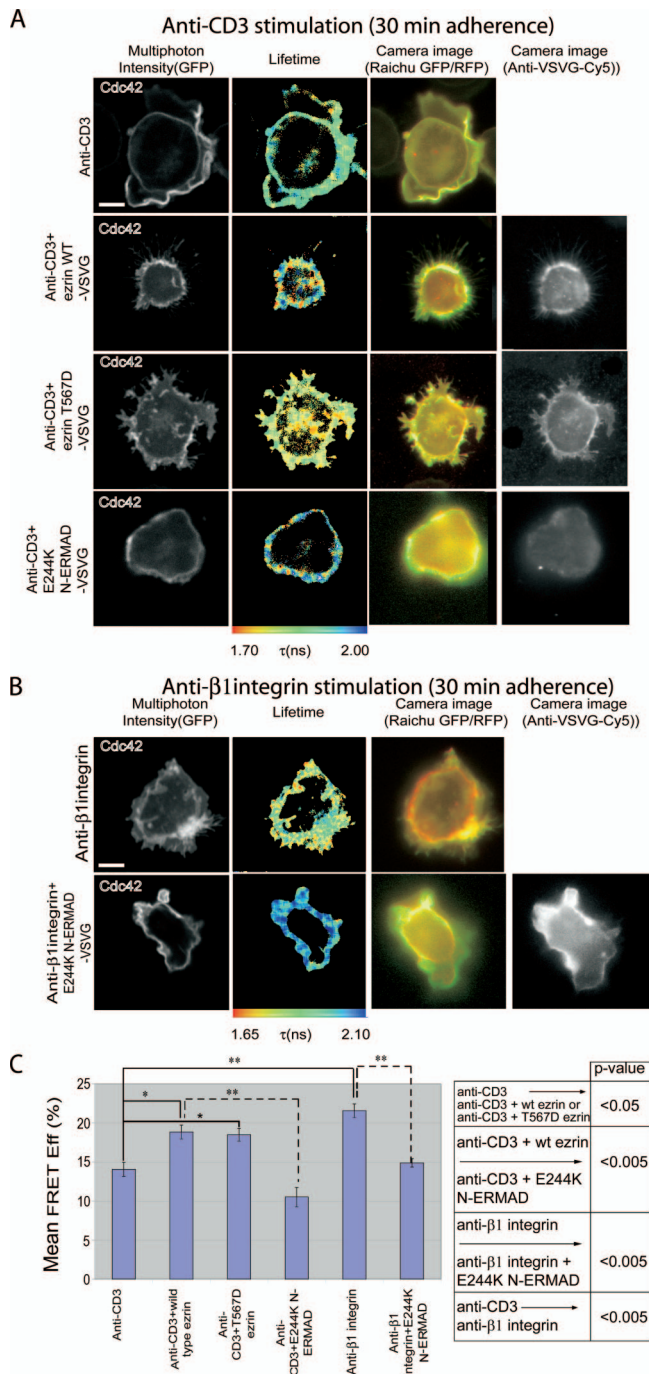 A
Anti-CD3 stimulation (30 min adherence)
Multiphoton
Intensity(GFP)
Lifetime
Camera image
(Raichu GFP/RFP)
Camera image
(Anti-VSVG-Cy5))
Anti-CD3
Cdc42
Anti-CD3+
ezrin WT
-VSVG
Cdc42
Anti-CD3+
ezrin T567D
-VSVG
Cdc42
Anti-CD3+
E244K
N-ERMAD
-VSVG
Cdc42
1.70 τ(ns) 2.00
B
Anti-β1integrin stimulation (30 min adherence)
Multiphoton
Intensity(GFP)
Lifetime
Camera image
(Raichu GFP/RFP)
Camera image
(Anti-VSVG-Cy5))
Anti-β1integrin
Cdc42
Anti-β1integrin+
E244K N-ERMAD
-VSVG
Cdc42
1.65 τ(ns) 2.10
C
Mean FRET Eff (%)
25
20
15
10
5
0
*
**
*
**
**
Anti-CD3
Anti-CD3+wild
type ezrin
Anti-
CD3+T567D
ezrin
Anti-
CD3+E244K N-
ERMAD
Anti-β1 integrin
Anti-β1
integrin+E244K
N-ERMAD
p-value
anti-CD3
anti-CD3 + wt ezrin or
anti-CD3 + T567D ezrin
<0.05
anti-CD3 + wt ezrin
anti-CD3 + E244K
N-ERMAD
<0.005
anti-β1 integrin
anti-β1 integrin +
E244K N-ERMAD
<0.005
anti-CD3
anti-β1 integrin
<0.005